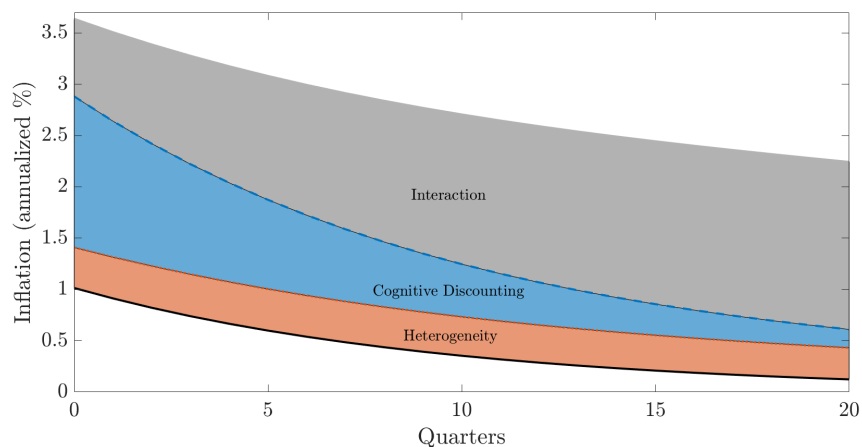 3.5
3
2.5
2
1.5
1
0.5
0
Inflation (annualized %)
Interaction
Cognitive Discounting
Heterogeneity
0 5 10 15 20
Quarters